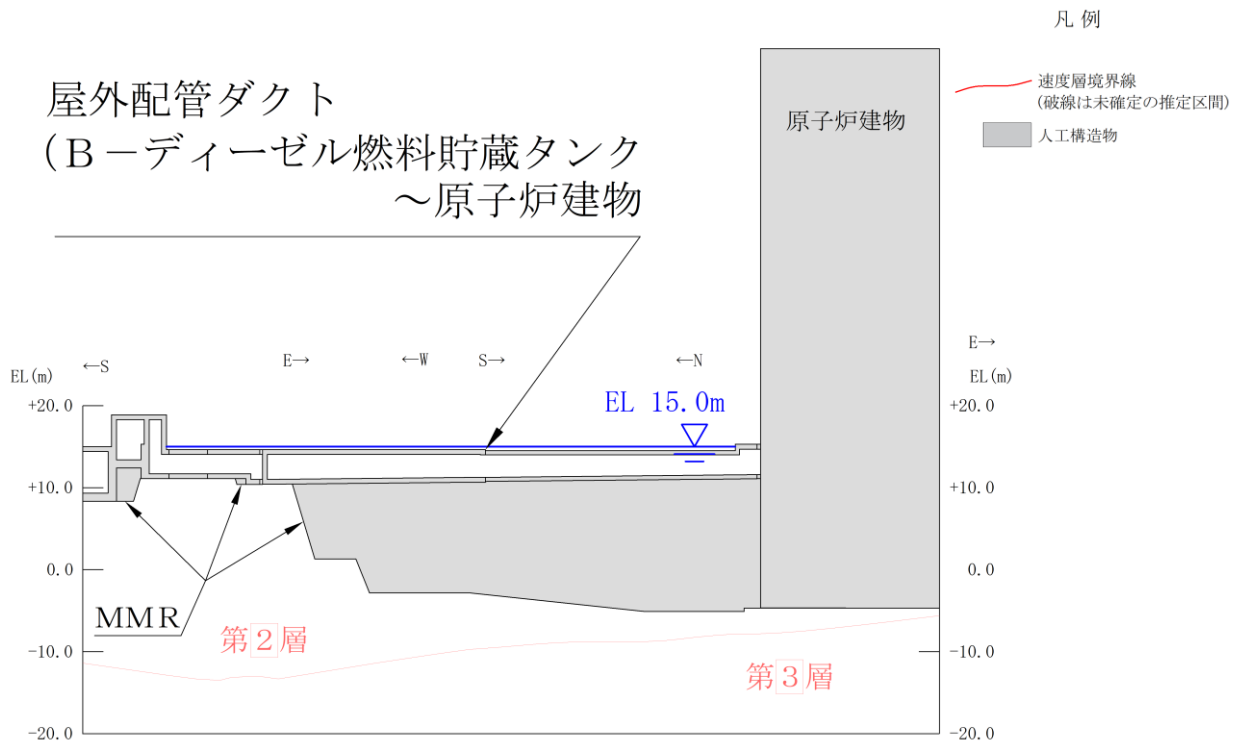 凡 例
速度層境界線
(破線は未確定の推定区間)
人工構造物
屋外配管ダクト
(B-ディーゼル燃料貯蔵タンク
~原子炉建物
原子炉建物
←S
E→
←W
S→
←N
E→
EL(m)
EL(m)
+20.0
+10.0
0.0
-10.0
-20.0
EL 15.0m
+20.0
+10.0
0.0
-10.0
-20.0
MMR
第2層
第3層